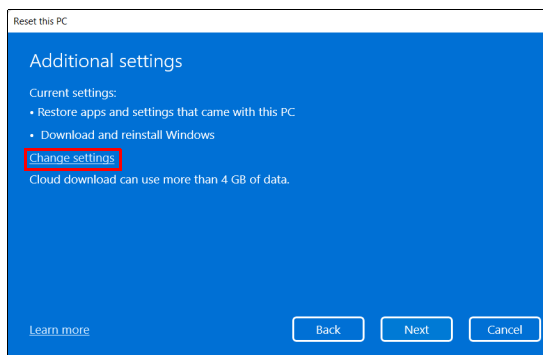 Reset this PC
Additional settings
Current settings:
• Restore apps and settings that came with this PC
• Download and reinstall Windows
Change settings
Cloud download can use more than 4 GB of data.
Learn more
Back
Next
Cancel